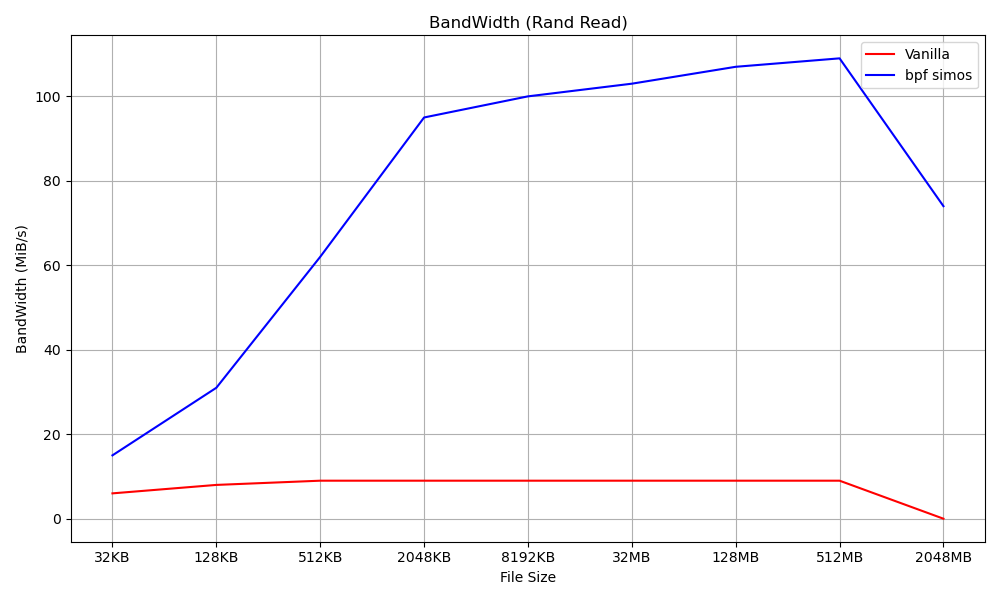 BandWidth (Rand Read)
Vanilla
bpf simos
BandWidth (MiB/s)
100
80
60
40
20
0
32KB 128KB 512KB 2048KB 8192KB 32MB 128MB 512MB 2048MB
File Size